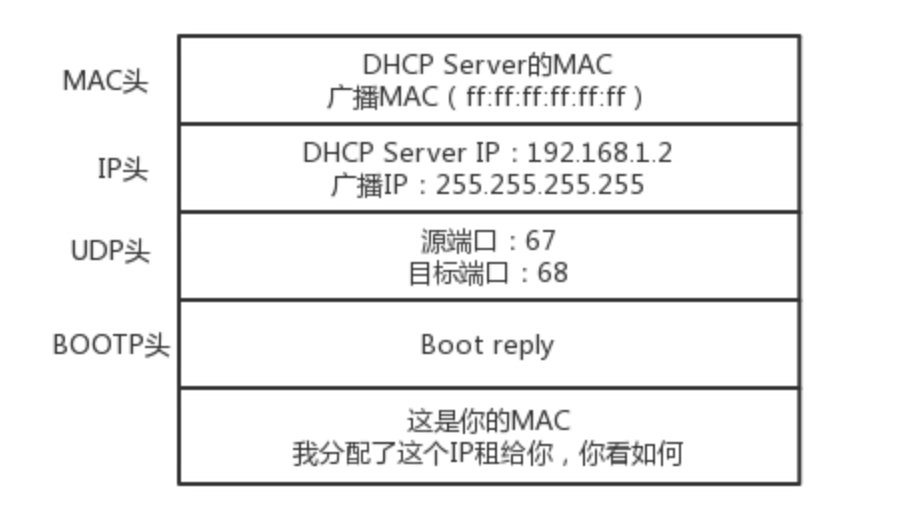 MAC头
DHCP Server的MAC
广播MAC（ff:ff:ff:ff:ff:ff）
IP头
DHCP Server IP：192.168.1.2
广播IP：255.255.255.255
UDP头
源端口：67
目标端口：68
BOOTP头
Boot reply
这是你的MAC
我分配了这个IP租给你，你看如何